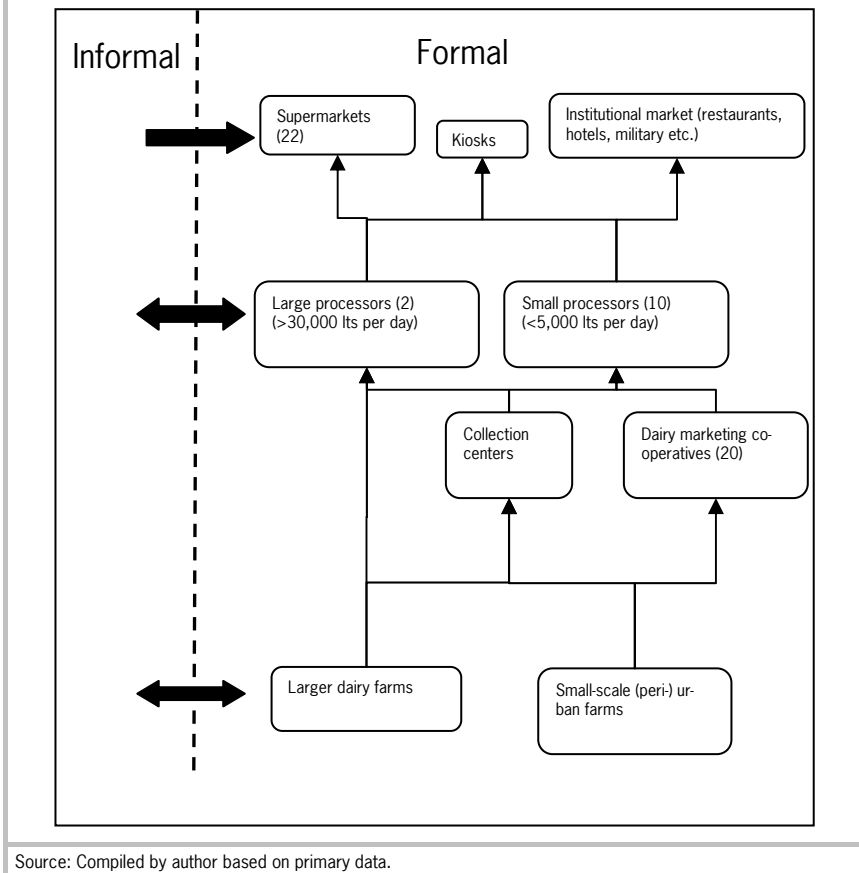 Informal
Formal
Supermarkets
(22)
Kiosks
Institutional market (restaurants,
hotels, military etc.)
Large processors (2)
(>30,000 lts per day)
Small processors (10)
(<5,000 lts per day)
Collection
centers
Dairy marketing co-
operatives (20)
Larger dairy farms
Small-scale (peri-) ur-
ban farms
Source: Compiled by author based on primary data.